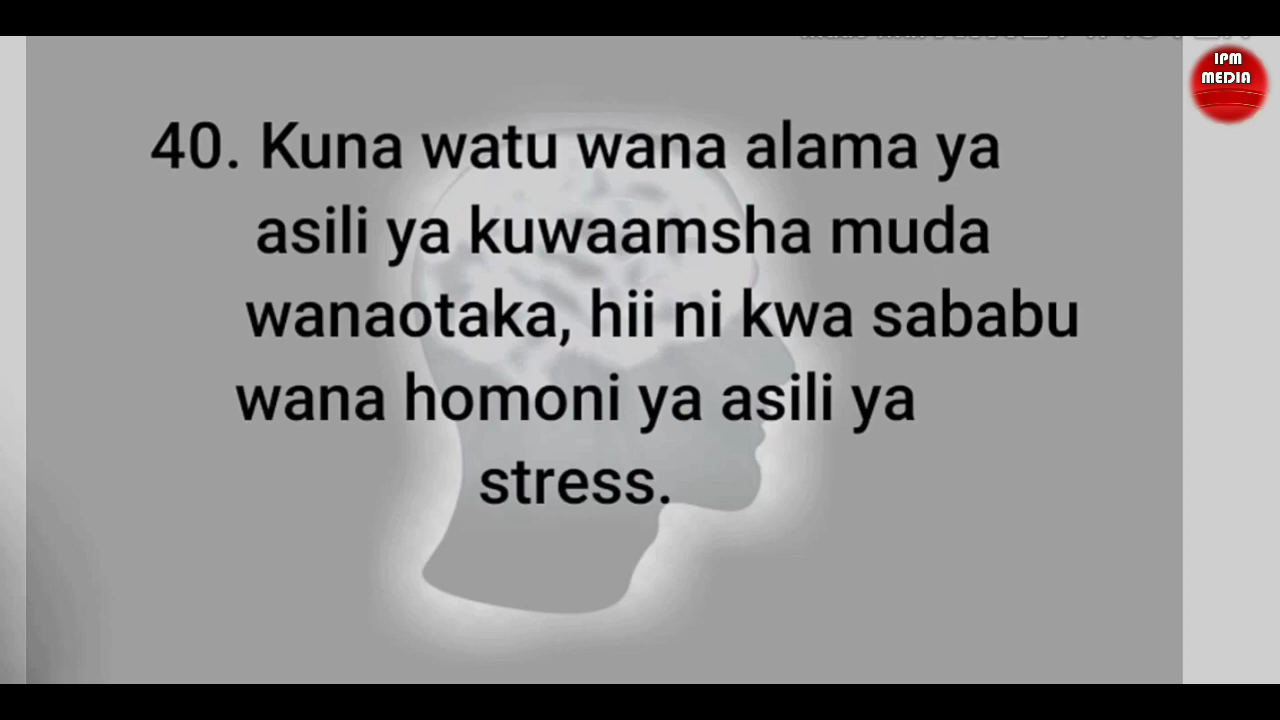 IPM
MEDIA
40. Kuna watu wana alama ya
asili ya kuwaamsha muda
wanaotaka, hii ni kwa sababu
wana homoni ya asili ya
stress.